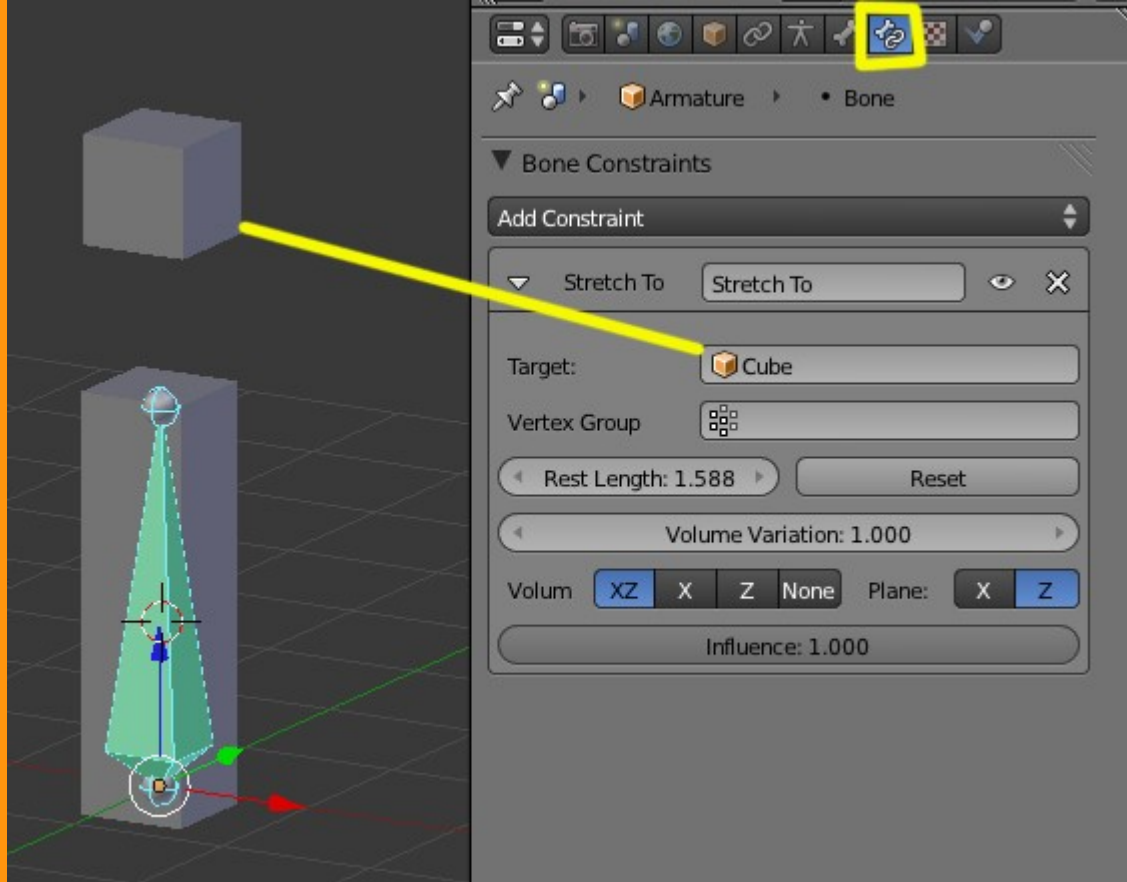 Armature
Bone
Bone Constraints
Add Constraint
Stretch To
Stretch To
Target:
Cube
Vertex Group
Rest Length: 1.588
Reset
Volume Variation: 1.000
Volum
XZ
X
Z
None
Plane:
X
Z
Influence: 1.000